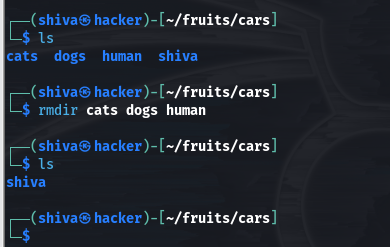 ┌──(shiva㉿hacker)-[~/fruits/cars]
└─$ ls
cats  dogs  human  shiva
┌──(shiva㉿hacker)-[~/fruits/cars]
└─$ rmdir cats dogs human
┌──(shiva㉿hacker)-[~/fruits/cars]
└─$ ls
shiva
┌──(shiva㉿hacker)-[~/fruits/cars]
└─$